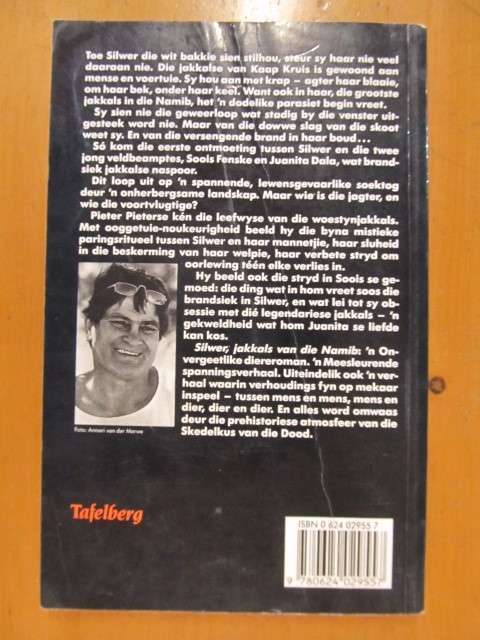 Toe Silwer die wit bakkie sien stilhou, steur sy haar nie veel
daaraan nie. Die jakkalse van Kaap Kruis is gewoond aan
mense en voertuie. Sy hou aan met krap – agter haar blaaie,
om haar bek, onder haar keel. Want ook in haar, die grootste
jakkals in die Namib, het 'n dodelike parasiet begin vreet.
Sy sien nie die geweerloop wat stadig by die venster uit-
gesteek word nie. Maar van die dowwe slag van die skoot
weet sy. En van die versengende brand in haar boud...
Só kom die eerste ontmoeting tussen Silwer en die twee
jong veldbeamptes, Soois Fenske en Juanita Dala, wat brand-
siek jakkalse naspoor.
Dit loop uit op 'n spannende, lewensgevaarlike soektog
deur 'n onherbergsame landskap. Maar wie is die jagter, en
wie die voortvlugtige?
Pieter Pieterse kén die leefwyse van die woestynjakkals.
Met ooggetuie-noukeurigheid beeld hy die byna mistieke
paringsrituele tussen Silwer en haar mannetjie, haar sluheid
in die beskerming van haar welpie, haar verbete stryd om
oorlewing téén elke verlies in.
Hy beeld ook die stryd in Soois se ge-
moed: die ding wat in hom vreet soos die
brandsiek in Silwer, en wat lei tot sy ob-
sessie met dié legendariese jakkals – 'n
gekweldheid wat hom Juanita se liefde
kan kos.
Silwer, jakkals van die Namib: 'n On-
vergeetlike diereroman. 'n Meesleurende
spanningsverhaal. Uiteindelik ook 'n ver-
haal waarin verhoudings fyn op mekaar
inspeel – tussen mens en mens, mens en
dier, dier en dier. En alles word omwaas
deur die prehistoriese atmosfeer van die
Skedelkus van die Dood.
Foto: Annari van der Merwe
Tafelberg
ISBN 0 624 02955 7
9 780624 029557